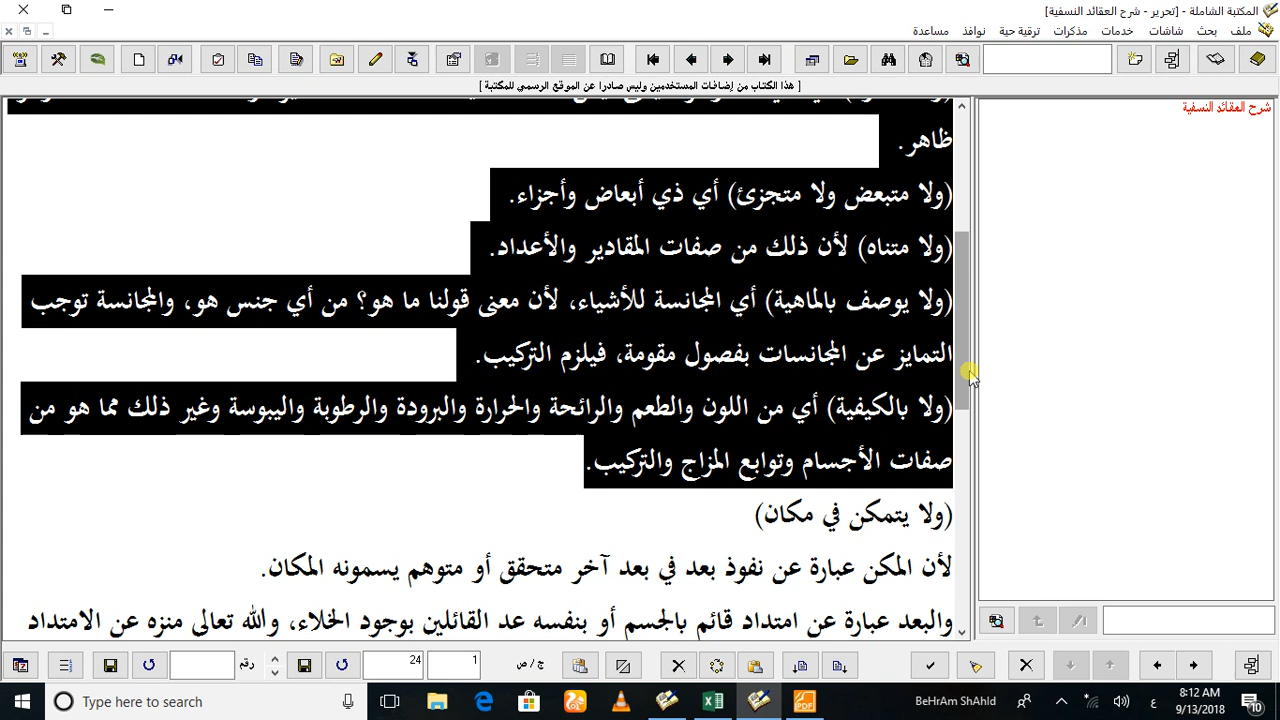 المكتبة الشاملة - [تحرير - شرح العقائد النسفية]
ملف بحث شاشات خدمات مذكرات ترقية حية نوافذ مساعدة
[ هذا الكتاب من إضافات المستخدمين وليس صادرا عن الموقع الرسمي للمكتبة ]
شرح العقائد النسفية
ظاهر.
(ولا متبعض ولا متجزئ) أي ذي أبعاض وأجزاء.
(ولا متناه) لأن ذلك من صفات المقادير والأعداد.
(ولا يوصف بالماهية) أي المجانسة للأشياء، لأن معنى قولنا ما هو؟ من أي جنس هو، والمجانسة توجب
التمايز عن المجانسات بفصول مقومة، فيلزم التركيب.
(ولا بالكيفية) أي من اللون والطعم والرائحة والحرارة والبرودة والرطوبة واليبوسة وغير ذلك مما هو من
صفات الأجسام وتوابع المزاج والتركيب.
(ولا يتمكن في مكان)
لأن المكن عبارة عن نفوذ بعد في بعد آخر متحقق أو متوهم يسمونه المكان.
والبعد عبارة عن امتداد قائم بالجسم أو بنفسه عد القائلين بوجود الخلاء، والله تعالى منزه عن الامتداد
ج / ص 1 24 رقم
Type here to search
BeHRam ShAhId
ع
8:12 AM
9/13/2018
10